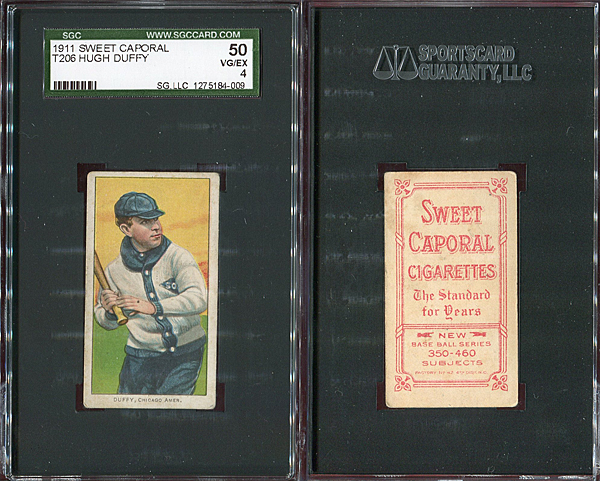 SGC WWW.SGCCARD.COM
1911 SWEET CAPORAL 50
T206 HUGH DUFFY VG/EX
4
SG, LLC 1275184-009
SO
DUFFY, CHICAGO AMER.
SPORTSCARD
GUARANTY, LLC
SWEET
CAPORAL
CIGARETTES
The Standard
for Years
NEW
BASE BALL SERIES
350-460
SUBJECTS